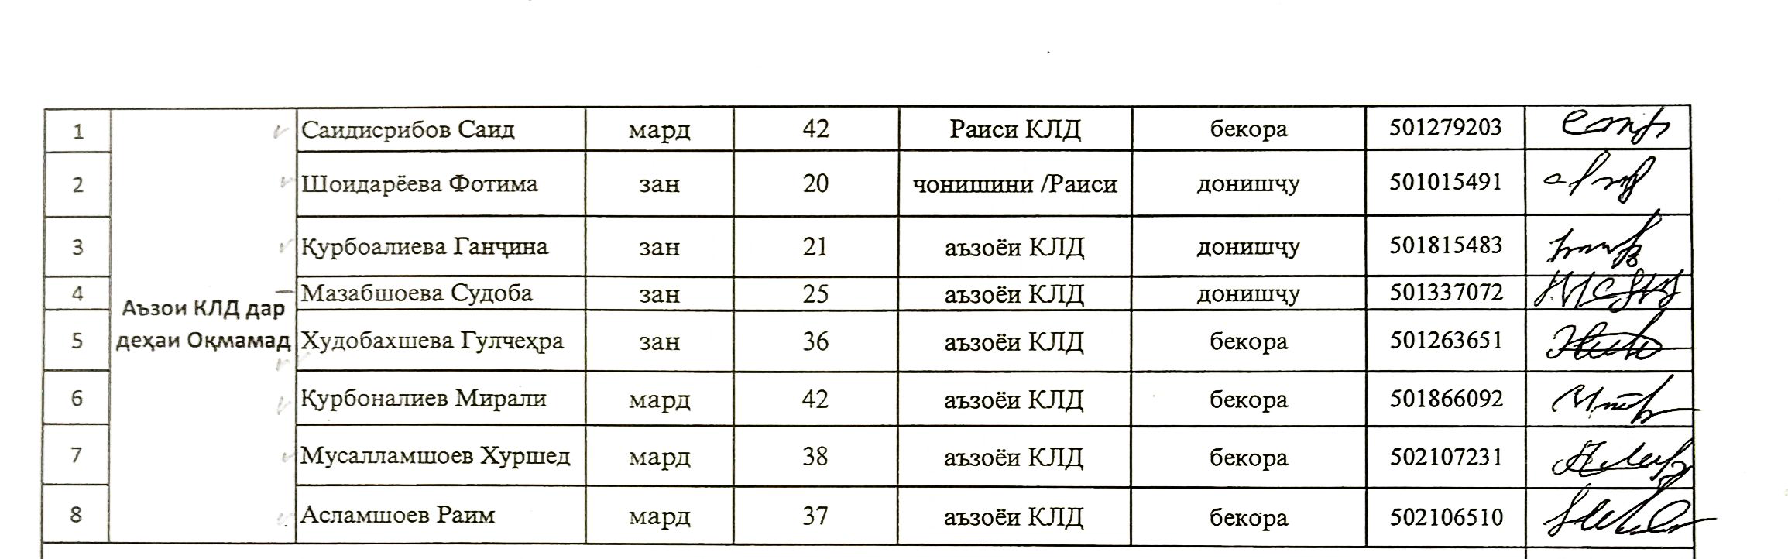 1 Саидисрибов Саид мард 42 Раиси КЛД бекора 501279203
2 Шоидарёева Фотима зан 20 чонишини /Раиси донишҷу 501015491
3 Қурбоалиева Ганҷина зан 21 аъзоёи КЛД донишҷу 501815483
4 Мазабшоева Судоба зан 25 аъзоёи КЛД донишҷу 501337072
Аъзои КЛД дар
деҳаи Оқмамад
5 Худобахшева Гулчеҳра зан 36 аъзоёи КЛД бекора 501263651
6 Қурбоналиев Мирали мард 42 аъзоёи КЛД бекора 501866092
7 Мусалламшоев Хуршед мард 38 аъзоёи КЛД бекора 502107231
8 Асламшоев Раим мард 37 аъзоёи КЛД бекора 502106510